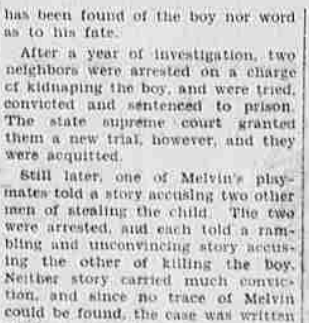 has been found of the boy nor word
as to his fate.
After a year of investigation, two
neighbors were arrested on a charge
of kidnaping the boy, and were tried,
convicted and sentenced to prison.
The state supreme court granted
them a new trial, however, and they
were acquitted.
Still later, one of Melvin's play-
mates told a story accusing two other
men of stealing the child. The two
were arrested, and each told a ram-
bling and unconvincing story accus-
ing the other of killing the boy.
Neither story carried much convic-
tion, and since no trace of Melvin
could be found, the case was written